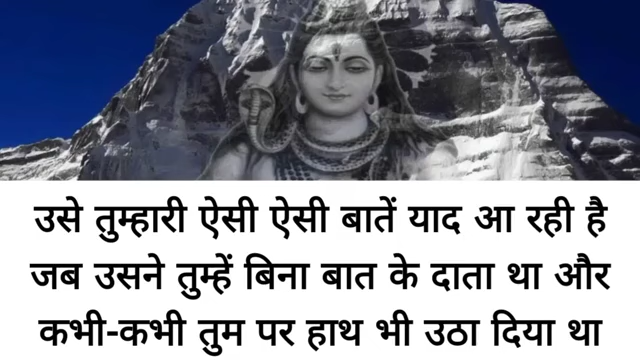 उसे तुम्हारी ऐसी ऐसी बातें याद आ रही है
जब उसने तुम्हें बिना बात के दाता था और
कभी-कभी तुम पर हाथ भी उठा दिया था